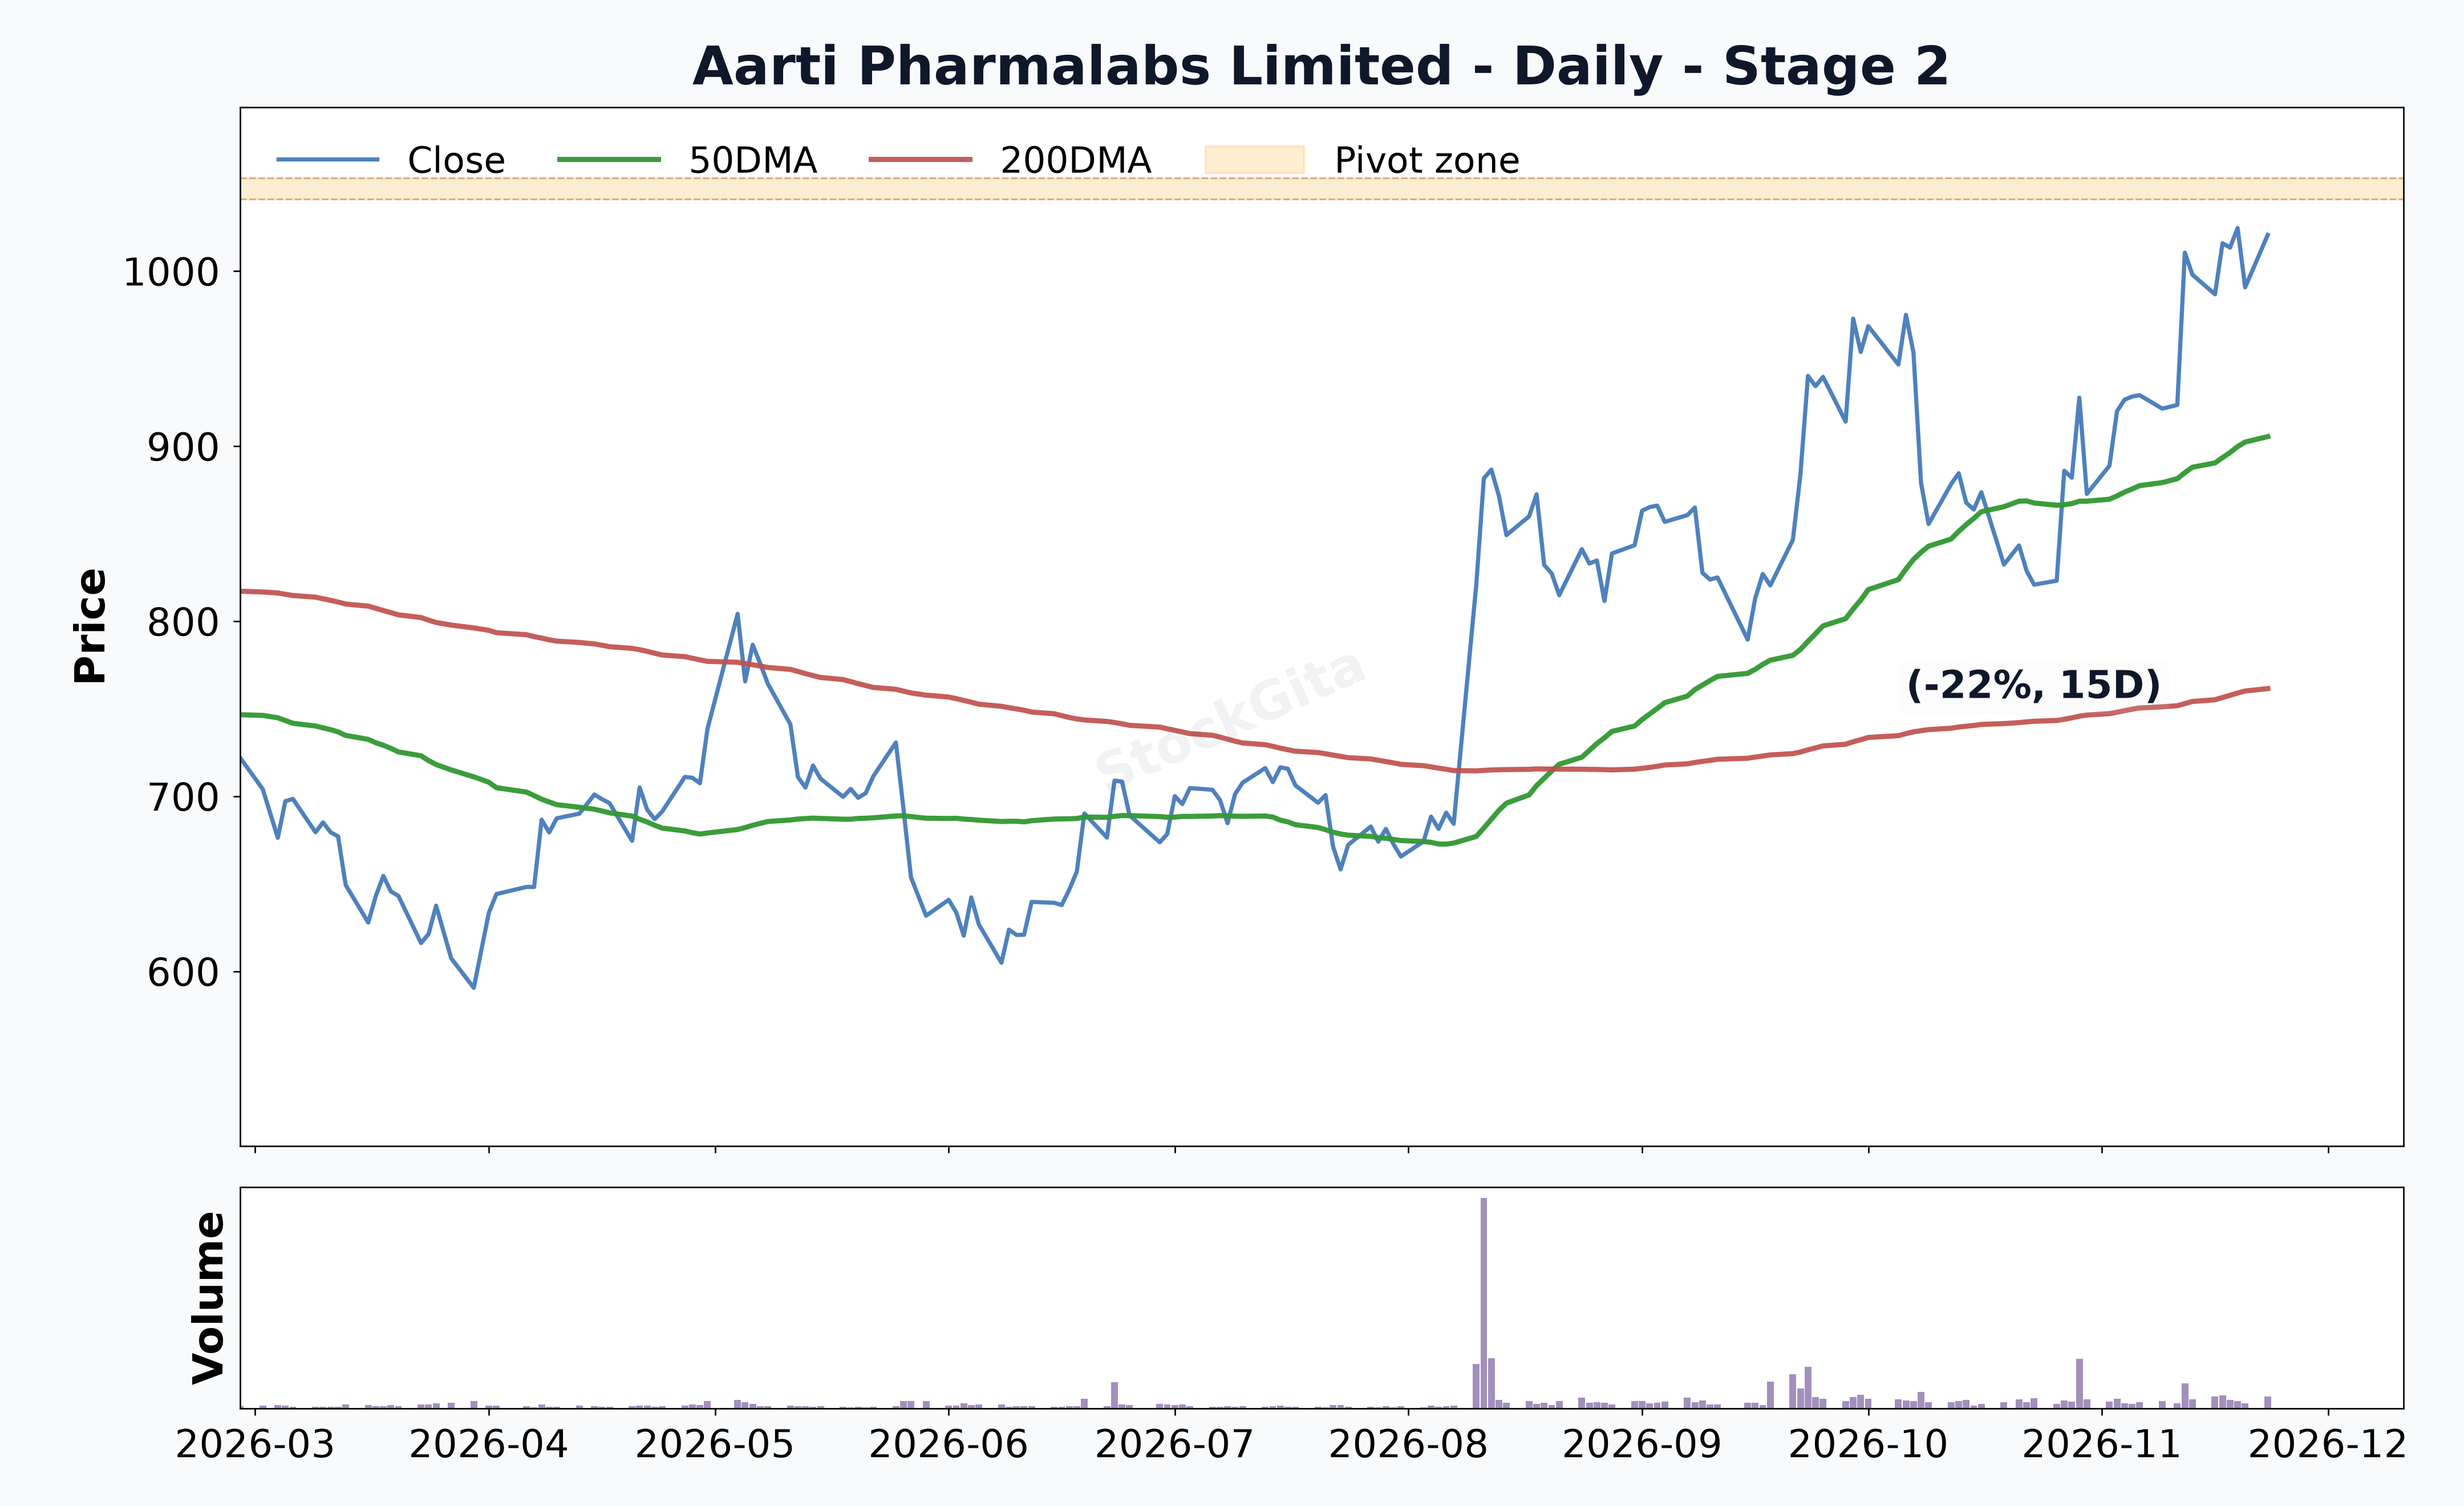 Aarti Pharmalabs Limited - Daily - Stage 2
Close 50DMA 200DMA Pivot zone
1000
900
800
700
600
Price
StockGita
(-22%, 15D)
Volume
2026-03 2026-04 2026-05 2026-06 2026-07 2026-08 2026-09 2026-10 2026-11 2026-12